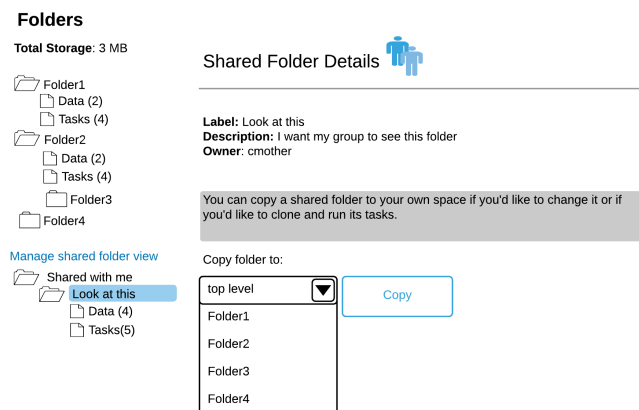 Folders
Total Storage: 3 MB
Folder1
Data (2)
Tasks (4)
Folder2
Data (2)
Tasks (4)
Folder3
Folder4
Manage shared folder view
Shared with me
Look at this
Data (4)
Tasks(5)
Shared Folder Details
Label: Look at this
Description: I want my group to see this folder
Owner: cmother
You can copy a shared folder to your own space if you'd like to change it or if
you'd like to clone and run its tasks.
Copy folder to:
top level
Copy
Folder1
Folder2
Folder3
Folder4